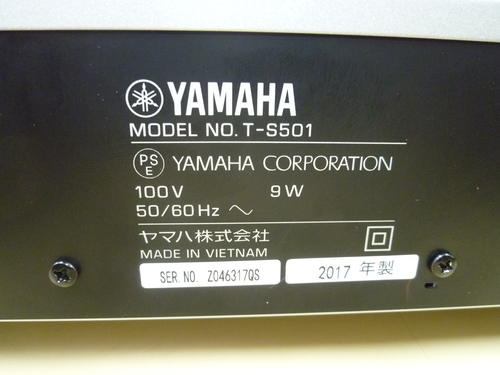 YAMAHA
MODEL NO. T-S501
PS E YAMAHA CORPORATION
100V 9W
50/60Hz ~
ヤマハ株式会社
MADE IN VIETNAM
SER. NO. Z046317QS 2017 年製